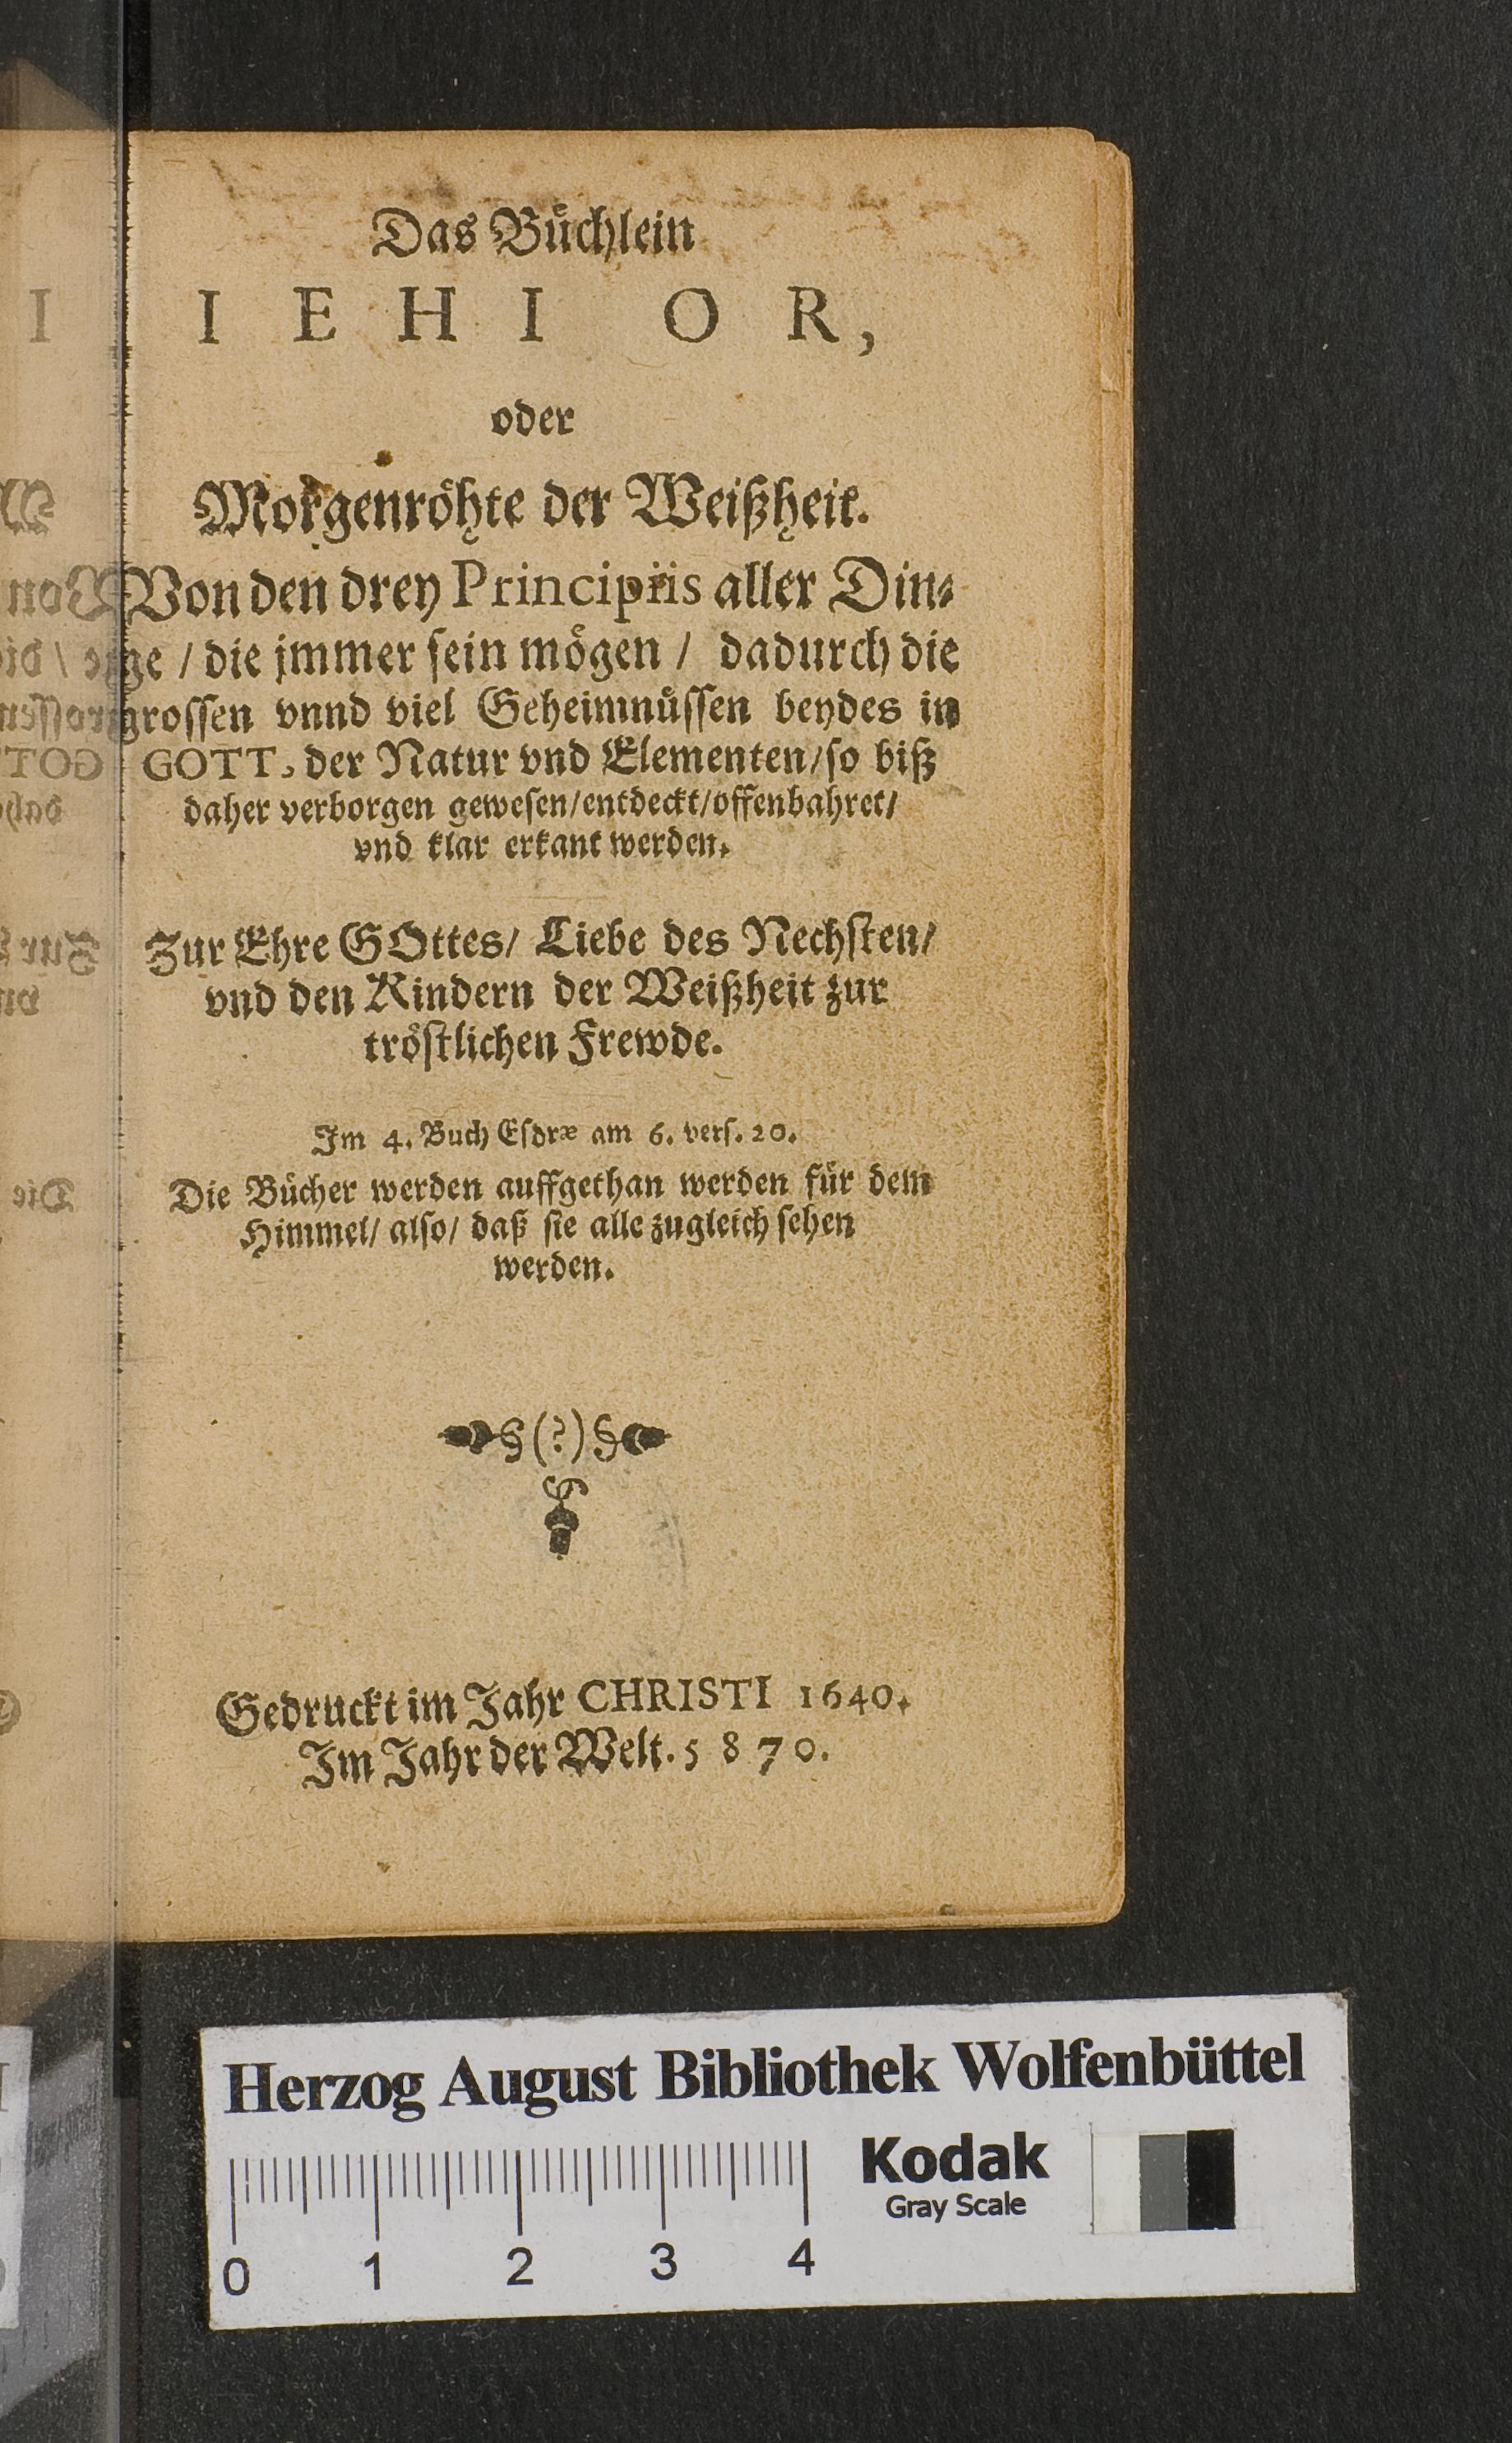 Das Büchlein
IEHI OR,
oder
Morgenröhte der Weißheit.
Von den drey Principiis aller Din⸗
ge / die jmmer sein mögen / dadurch die
grossen vnnd viel Geheimnüssen beydes in
GOTT, der Natur vnd Elementen/so biß
daher verborgen gewesen/entdeckt/offenbahret/
vnd klar erkant werden.
Zur Ehre GOttes/ Liebe des Nechsten/
vnd den Kindern der Weißheit zur
tröstlichen Frewde.
Im 4. Buch Esdræ am 6. vers. 20.
Die Bücher werden auffgethan werden für dem
Himmel/ also/ daß sie alle zugleich sehen
werden.
§(?)§
Gedruckt im Jahr CHRISTI 1640.
Im Jahr der Welt. 5870.
Herzog August Bibliothek Wolfenbüttel
Kodak
Gray Scale
0 1 2 3 4